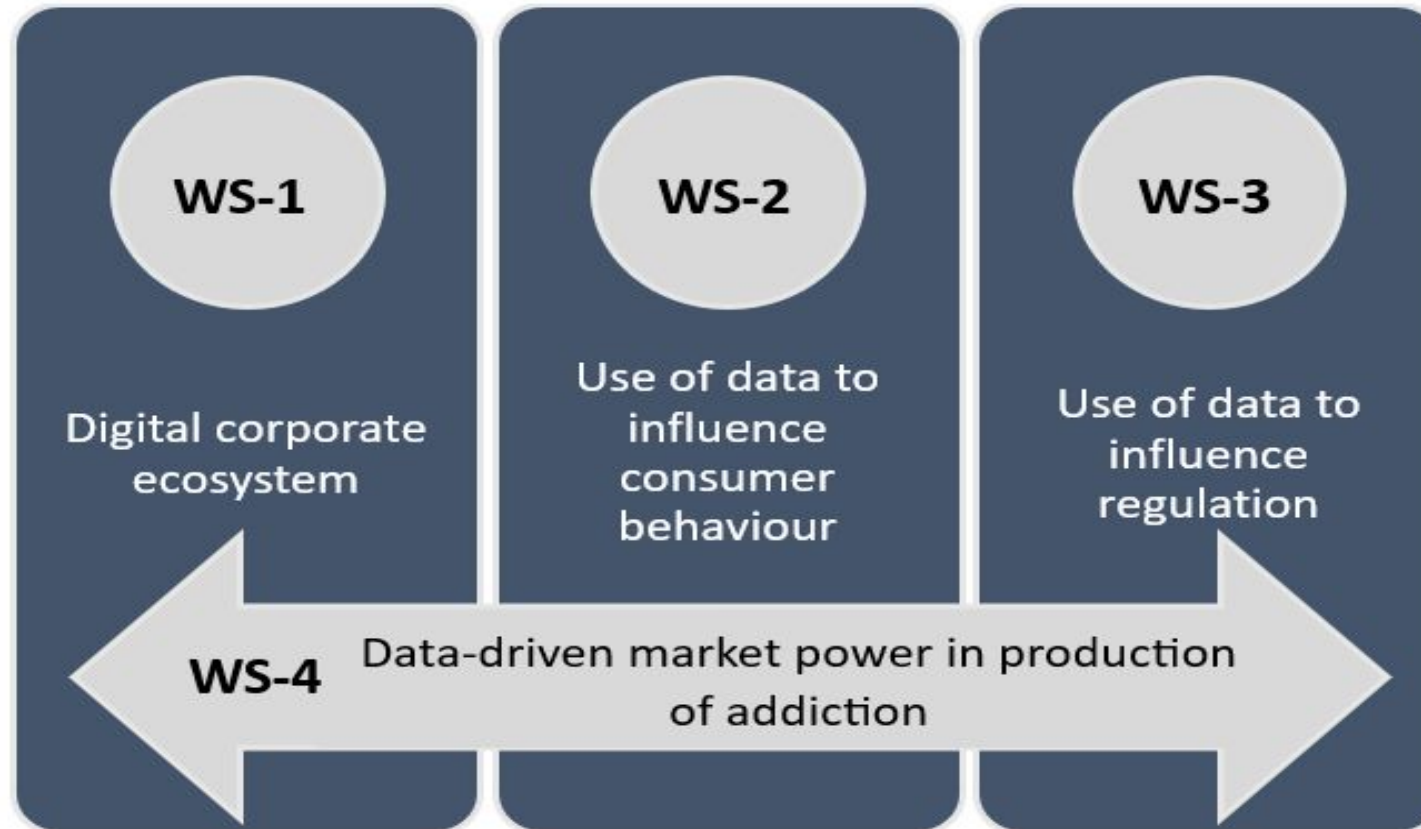 WS-1
Digital corporate
ecosystem
WS-2
Use of data to
influence
consumer
behaviour
WS-3
Use of data to
influence
regulation
WS-4
Data-driven market power in production
of addiction